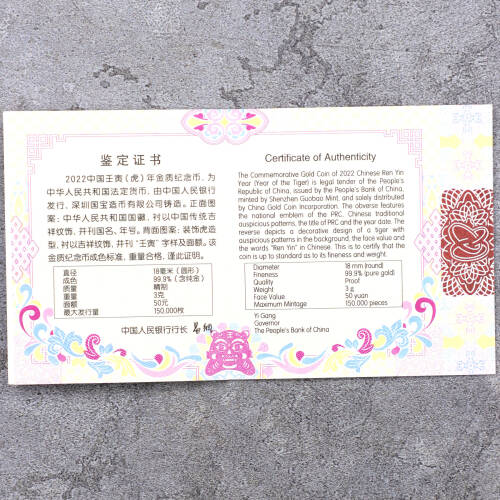 鉴定证书
2022中国壬寅（虎）年金质纪念币，为
中华人民共和国法定货币，由中国人民银行
发行、深圳国宝造币有限公司铸造。正面图
案：中华人民共和国国徽，衬以中国传统吉
祥纹饰，并刊国名、年号。背面图案：装饰虎造
型，衬以吉祥纹饰，并刊“壬寅”字样及面额。该
金质纪念币成色标准，重量合格，谨此证明。
直径 18毫米（圆形）
成色 99.9%（含纯金）
质量 精制
重量 3克
面额 50元
最大发行量 150,000枚
中国人民银行行长 易纲
Certificate of Authenticity
The Commemorative Gold Coin of 2022 Chinese Ren Yin
Year (Year of the Tiger) is legal tender of the People's
Republic of China, issued by the People's Bank of China,
minted by Shenzhen Guobao Mint, and solely distributed
by China Gold Coin Incorporation. The obverse features
the national emblem of the PRC, Chinese traditional
auspicious patterns, the title of PRC and the year date. The
reverse depicts a decorative design of a tiger with
auspicious patterns in the background, the face value and
the words "Ren Yin" in Chinese. This is to certify that the
coin is up to standard as to its fineness and weight.
Diameter 18 mm (round)
Fineness 99.9% (pure gold)
Quality Proof
Weight 3 g
Face Value 50 yuan
Maximum Mintage 150,000 pieces
Yi Gang
Governor
The People's Bank of China